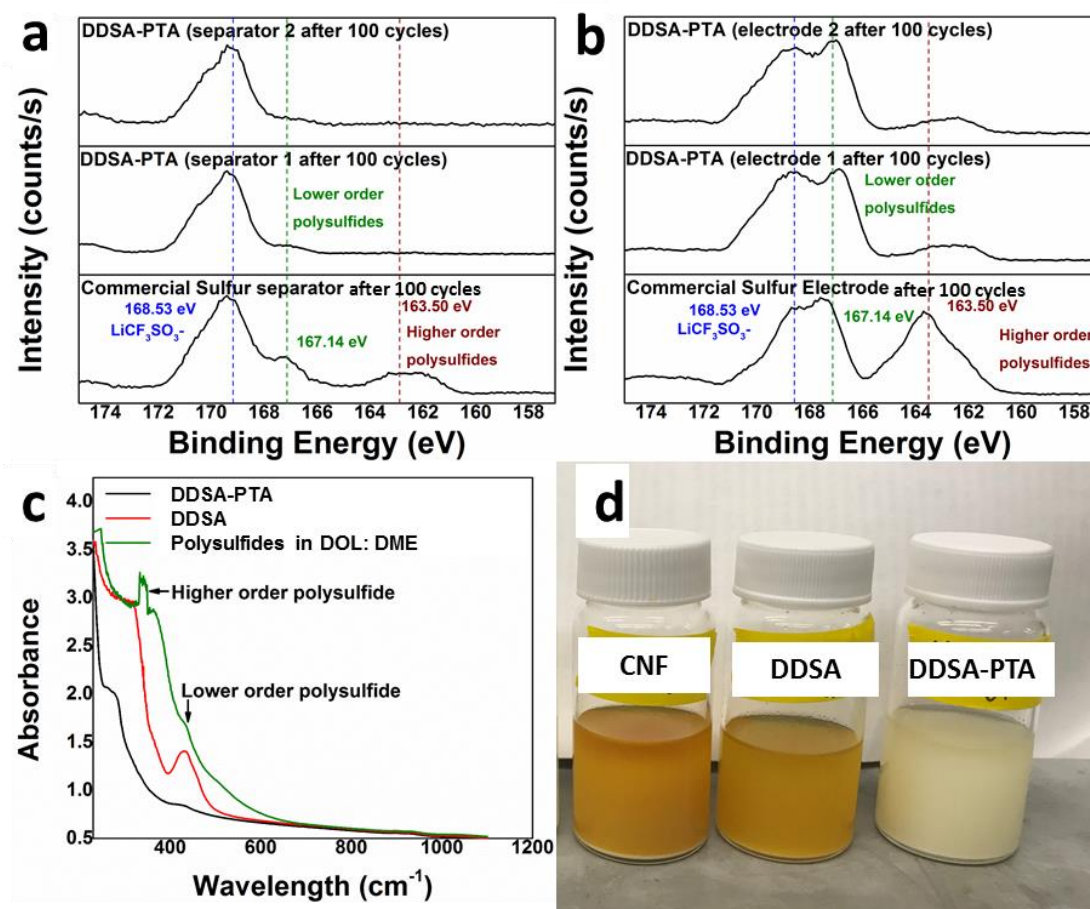 a
DDSA-PTA (separator 2 after 100 cycles)
DDSA-PTA (separator 1 after 100 cycles)
Lower order
polysulfides
Commercial Sulfur separator after 100 cycles
168.53 eV
LiCF₃SO₃-
167.14 eV
163.50 eV
Higher order
polysulfides
Intensity (counts/s)
174 172 170 168 166 164 162 160
Binding Energy (eV)
b
DDSA-PTA (electrode 2 after 100 cycles)
DDSA-PTA (electrode 1 after 100 cycles)
Lower order
polysulfides
Commercial Sulfur Electrode after 100 cycles
168.53 eV
LiCF₃SO₃-
167.14 eV
163.50 eV
Higher order
polysulfides
Intensity (counts/s)
174 172 170 168 166 164 162 160 158
Binding Energy (eV)
c
DDSA-PTA
DDSA
Polysulfides in DOL: DME
Higher order polysulfide
Lower order polysulfide
Absorbance
4.0
3.5
3.0
2.5
2.0
1.5
1.0
0.5
400 600 800 1000 1200
Wavelength (cm⁻¹)
d
CNF
DDSA
DDSA-PTA